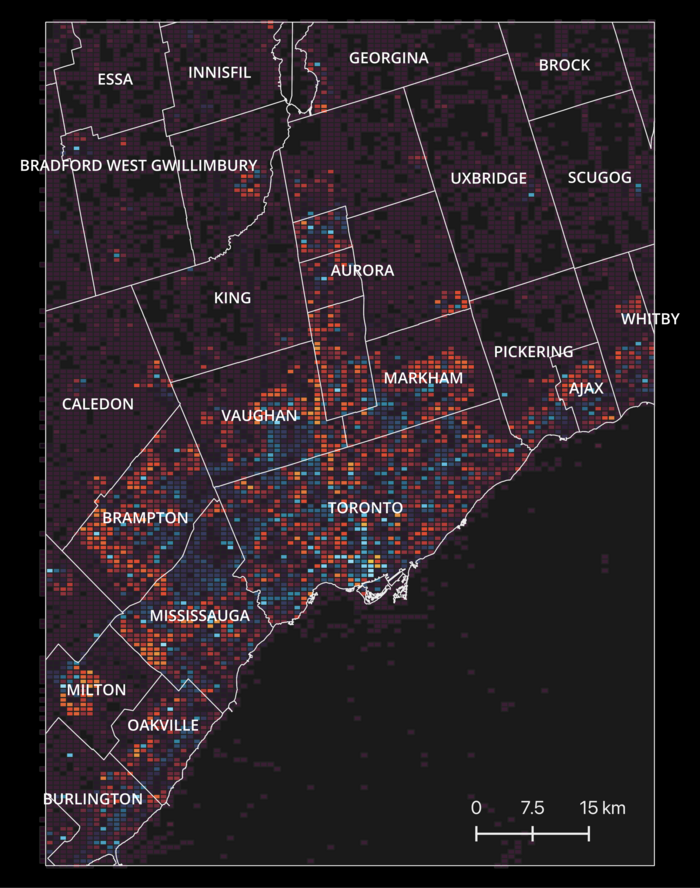 GEORGINA
BROCK
ESSA
INNISFIL
BRADFORD WEST GWILLIMBURY
UXBRIDGE
SCUGOG
AURORA
KING
WHITBY
PICKERING
MARKHAM
AJAX
CALEDON
VAUGHAN
TORONTO
BRAMPTON
MISSISSAUGA
MILTON
OAKVILLE
BURLINGTON
0 7.5 15 km